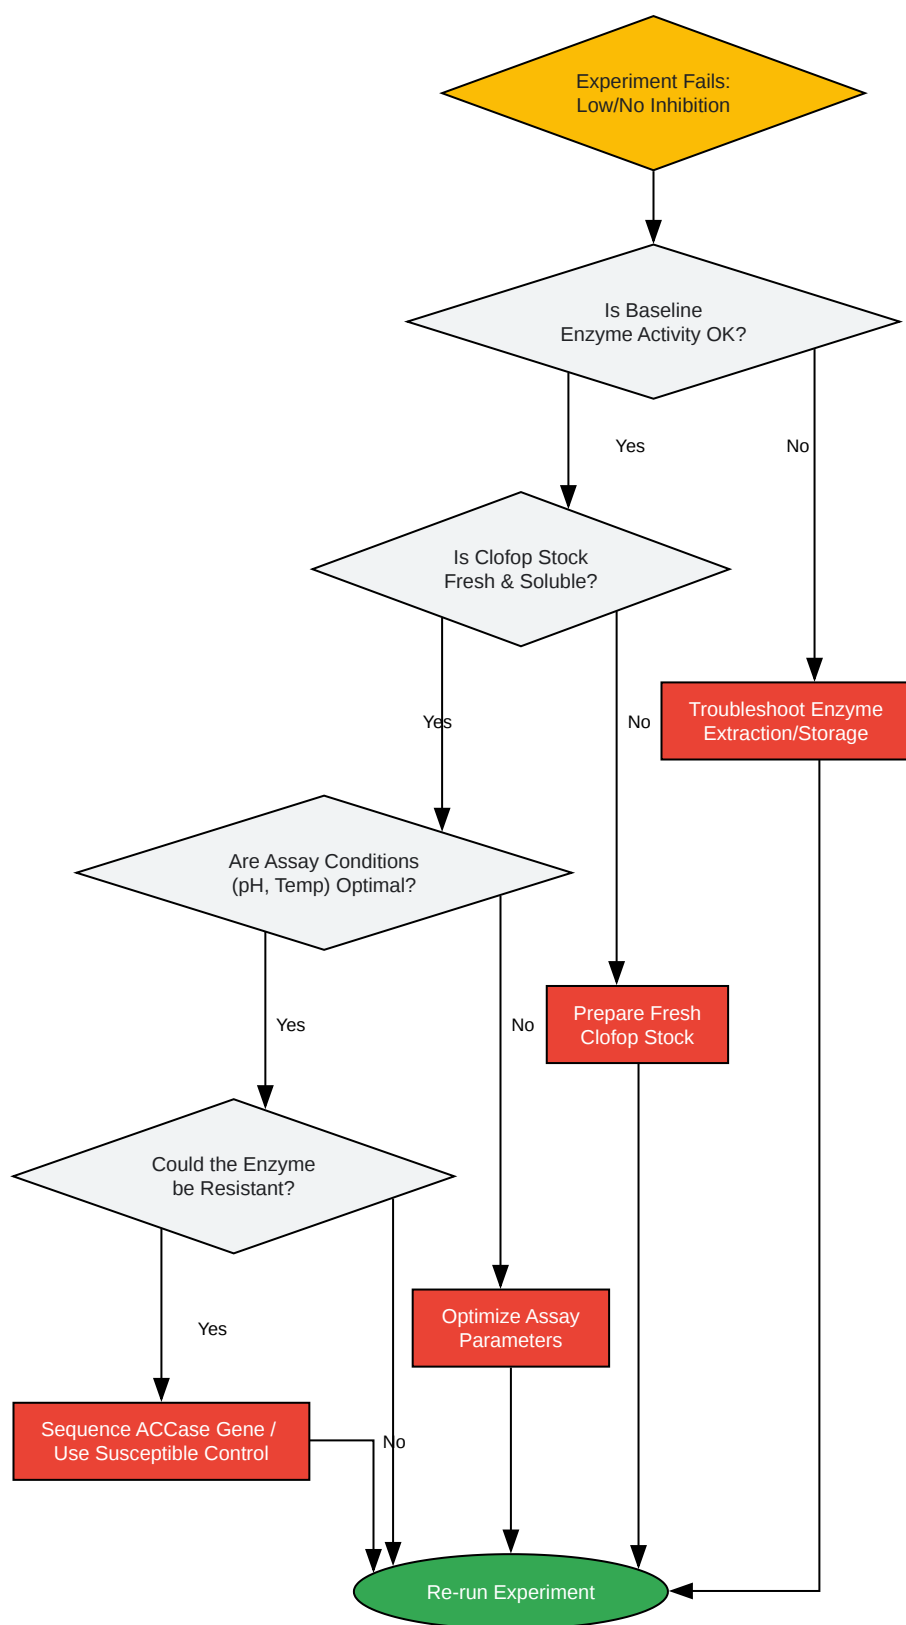 Experiment Fails:
Low/No Inhibition
Is Baseline
Enzyme Activity OK?
Yes
No
Is Clofop Stock
Fresh & Soluble?
Yes
No
Troubleshoot Enzyme
Extraction/Storage
Are Assay Conditions
(pH, Temp) Optimal?
Yes
No
Prepare Fresh
Clofop Stock
Could the Enzyme
be Resistant?
Yes
Optimize Assay
Parameters
Sequence ACCase Gene /
Use Susceptible Control
No
Re-run Experiment